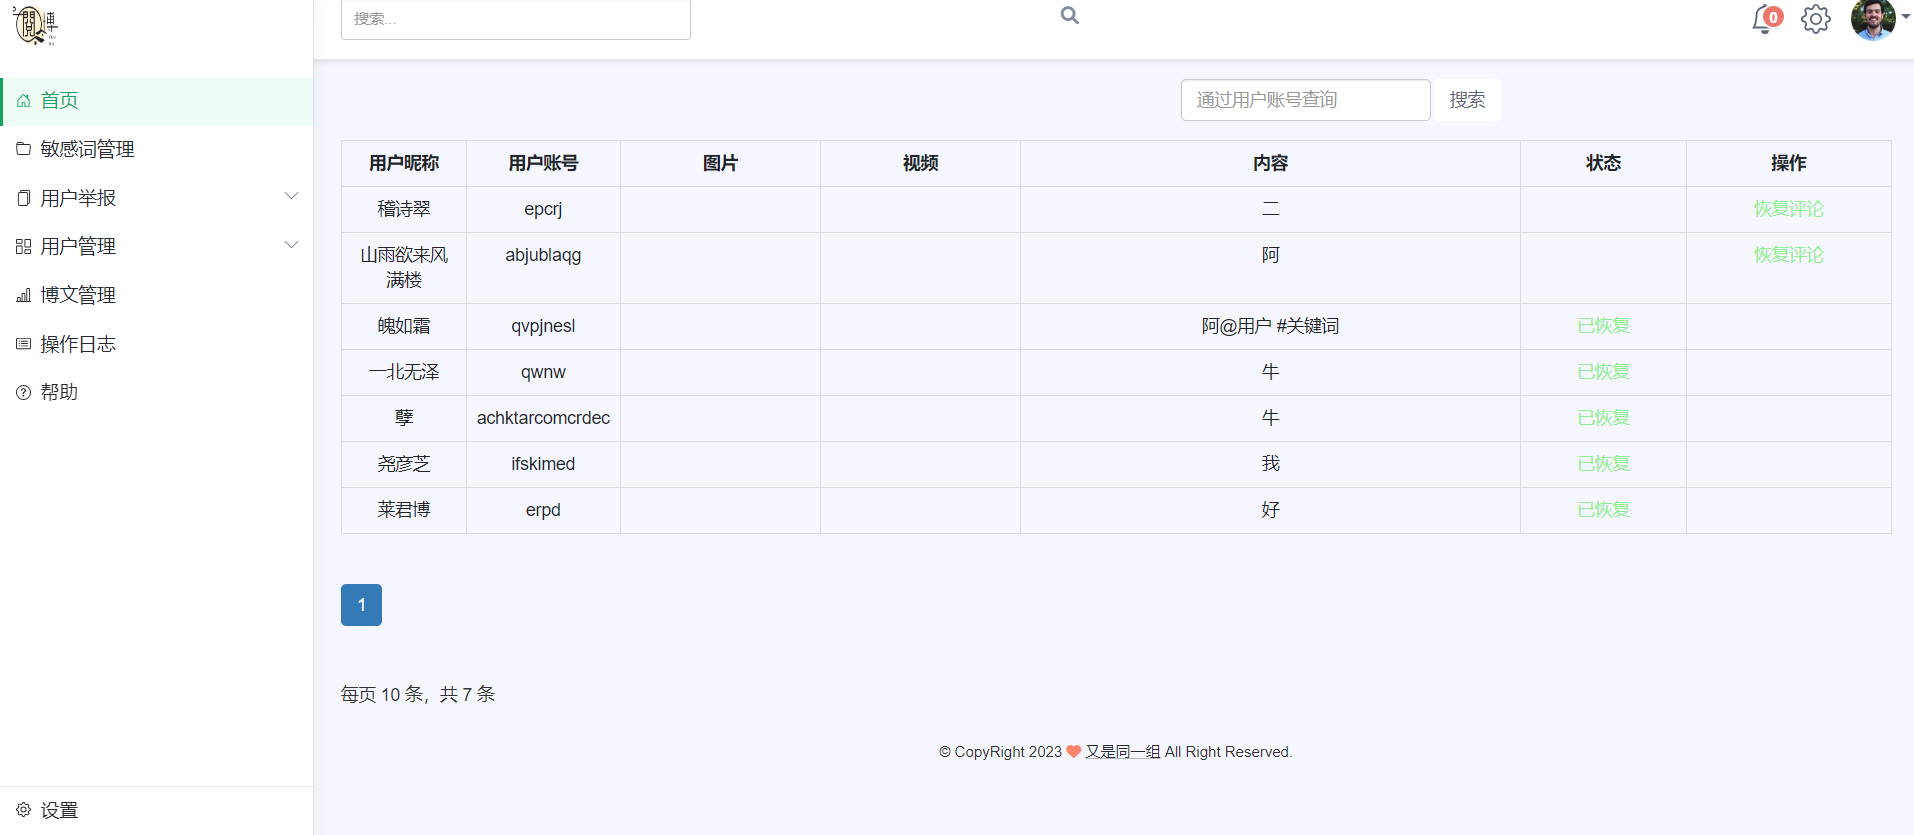 閱博
搜索...
0
首页
敏感词管理
用户举报
用户管理
博文管理
操作日志
帮助
设置
通过用户账号查询 搜索
用户昵称 用户账号 图片 视频 内容 状态 操作
稽诗翠 epcrj 二 恢复评论
山雨欲来风满楼 abjublaqg 阿 恢复评论
魄如霜 qvpjnesl 阿@用户 #关键词 已恢复
一北无泽 qwnw 牛 已恢复
孽 achktarcomcrdec 牛 已恢复
尧彦芝 ifskimed 我 已恢复
莱君博 erpd 好 已恢复
1
每页 10 条，共 7 条
© CopyRight 2023 ❤ 又是同一组 All Right Reserved.